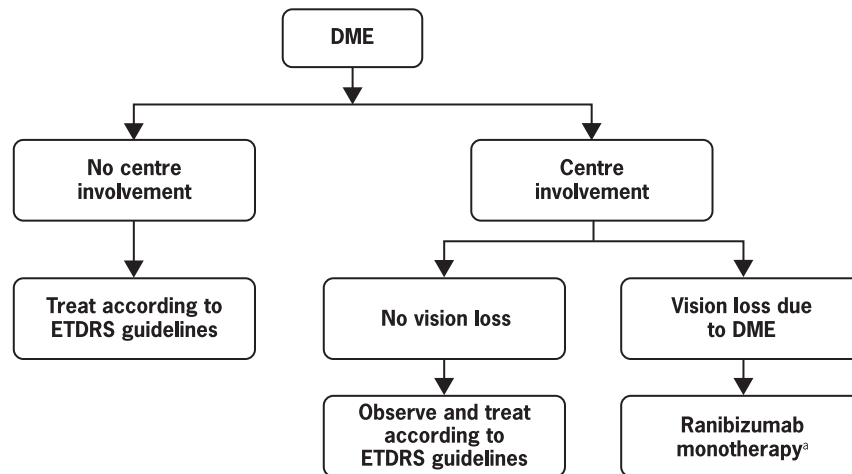 DME
No centre
involvement
Centre
involvement
Treat according to
ETDRS guidelines
No vision loss
Vision loss due
to DME
Observe and treat
according to
ETDRS guidelines
Ranibizumab
monotherapyᵃ